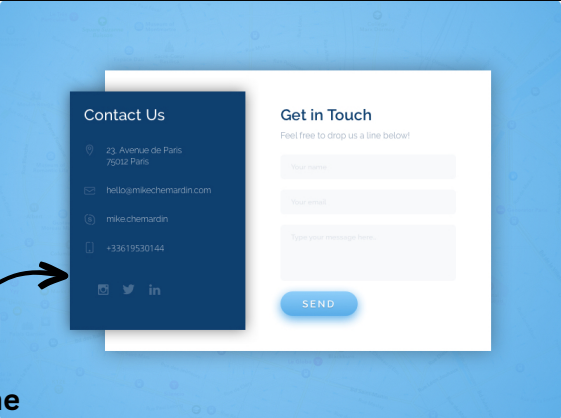 Contact Us
23, Avenue de Paris
75012 Paris
hello@mikechemardin.com
mike.chemardin
+33619530144
Get in Touch
Feel free to drop us a line below!
Your name
Your email
Type your message here...
SEND